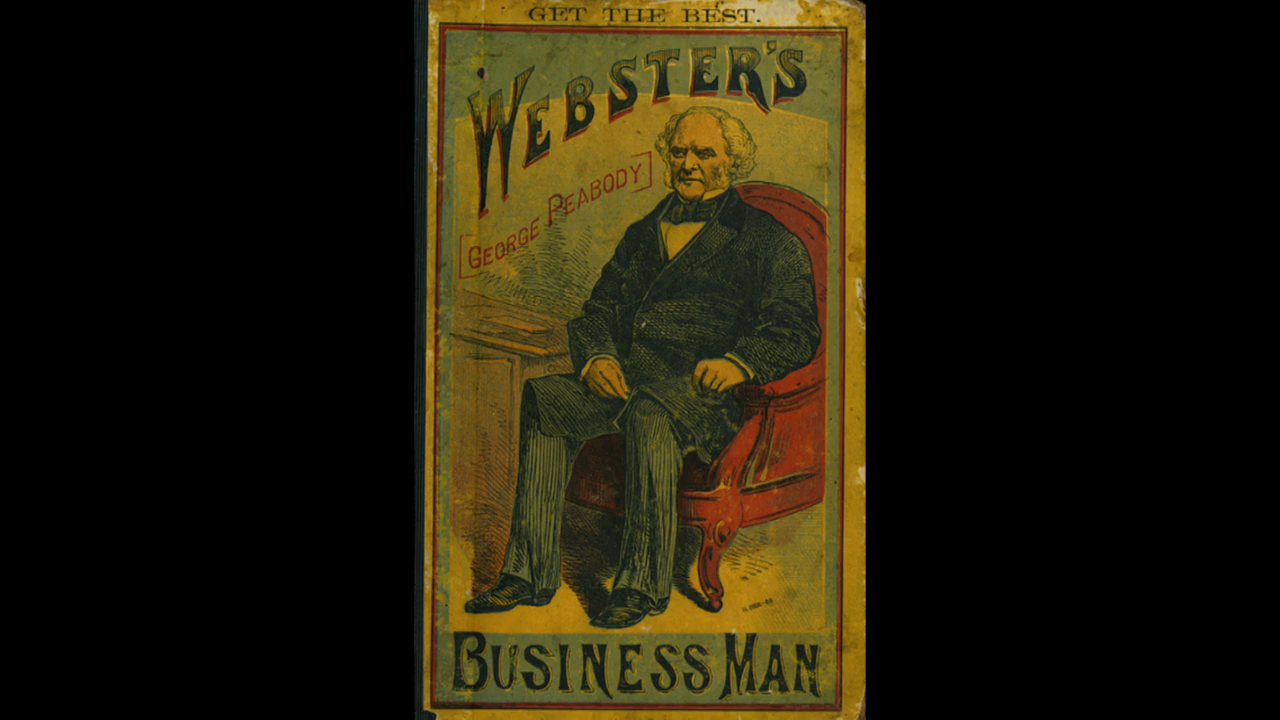 GET THE BEST.
WEBSTER'S
[GEORGE PEABODY]
BUSINESS MAN